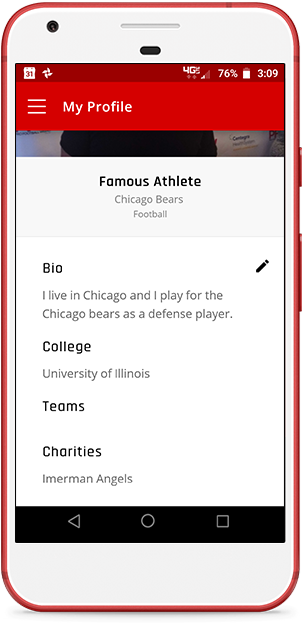 31 4G 76% 3:09
My Profile
Famous Athlete
Chicago Bears
Football
Bio
I live in Chicago and I play for the
Chicago bears as a defense player.
College
University of Illinois
Teams
Charities
Imerman Angels